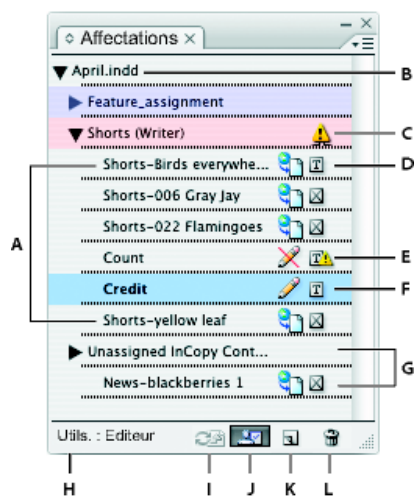 Affectations
April.indd
B
Feature_assignment
Shorts (Writer)
C
Shorts-Birds everywhe...
D
Shorts-006 Gray Jay
Shorts-022 Flamingoes
A
Count
E
Credit
F
Shorts-yellow leaf
Unassigned InCopy Cont...
G
News-blackberries 1
Utils. : Editeur
H I J K L